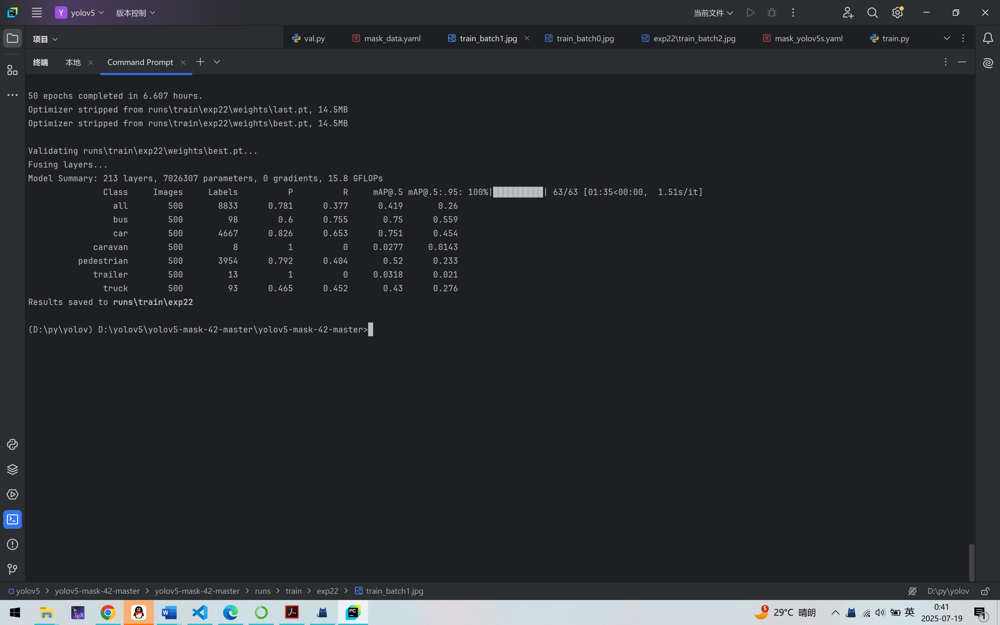 PC
Y yolov5 版本控制 当前文件
项目 val.py mask_data.yaml train_batch1.jpg train_batch0.jpg exp22\train_batch2.jpg mask_yolov5s.yaml train.py
终端 本地 Command Prompt
50 epochs completed in 6.607 hours.
Optimizer stripped from runs\train\exp22\weights\last.pt, 14.5MB
Optimizer stripped from runs\train\exp22\weights\best.pt, 14.5MB
Validating runs\train\exp22\weights\best.pt...
Fusing layers...
Model Summary: 213 layers, 7026307 parameters, 0 gradients, 15.8 GFLOPs
Class Images Labels P R mAP@.5 mAP@.5:.95: 100%|██████████| 63/63 [01:35<00:00, 1.51s/it]
all 500 8833 0.781 0.377 0.419 0.26
bus 500 98 0.6 0.755 0.75 0.559
car 500 4667 0.826 0.653 0.751 0.454
caravan 500 8 1 0 0.0277 0.0143
pedestrian 500 3954 0.792 0.404 0.52 0.233
trailer 500 13 1 0 0.0318 0.021
truck 500 93 0.465 0.452 0.43 0.276
Results saved to runs\train\exp22
(D:\py\yolov) D:\yolov5\yolov5-mask-42-master\yolov5-mask-42-master>
yolov5 > yolov5-mask-42-master > yolov5-mask-42-master > runs > train > exp22 > train_batch1.jpg D:\py\yolov
TEX W PC 5 29°C 晴朗 英 0:41
2025-07-19 1